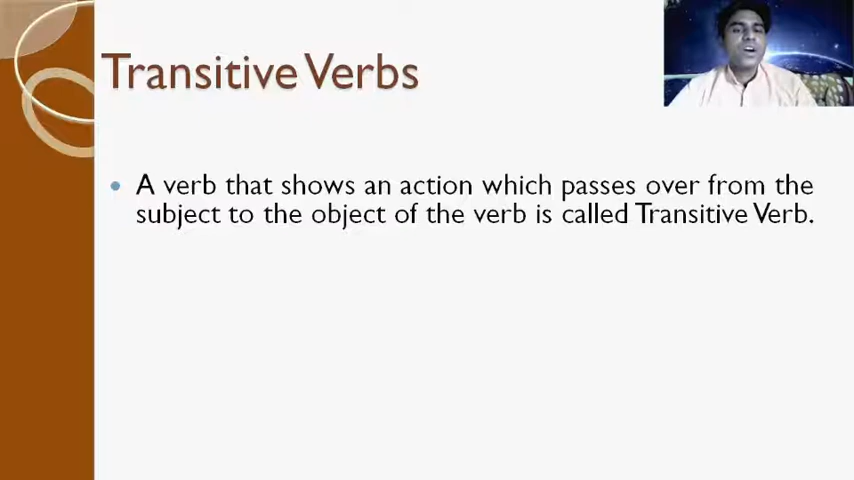 Transitive Verbs
A verb that shows an action which passes over from the
subject to the object of the verb is called Transitive Verb.